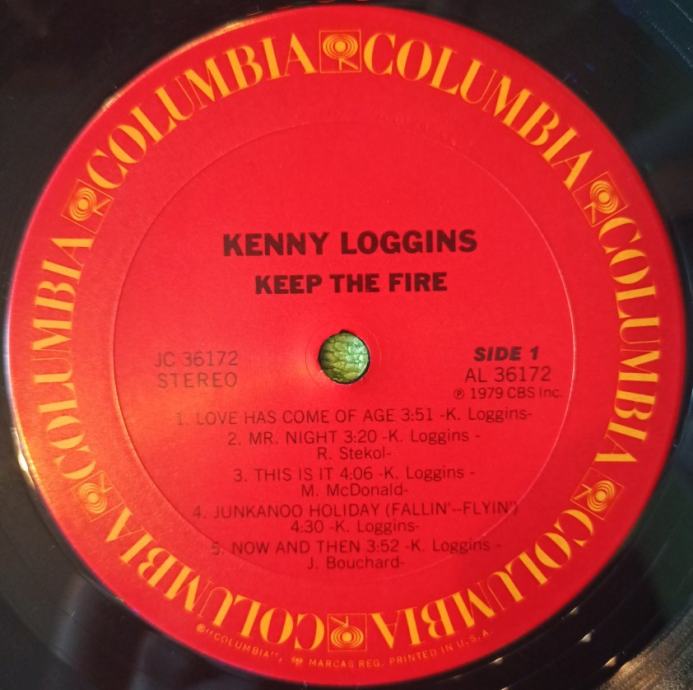 COLUMBIA COLUMBIA COLUMBIA COLUMBIA COLUMBIA COLUMBIA
KENNY LOGGINS
KEEP THE FIRE
JC 36172
STEREO
SIDE 1
AL 36172
℗ 1979 CBS Inc.
1. LOVE HAS COME OF AGE 3:51 -K. Loggins-
2. MR. NIGHT 3:20 -K. Loggins -
R. Stekol-
3. THIS IS IT 4:06 -K. Loggins -
M. McDonald-
4. JUNKANOO HOLIDAY (FALLIN'--FLYIN')
4:30 -K. Loggins-
5. NOW AND THEN 3:52 -K. Loggins -
J. Bouchard-
"COLUMBIA", MARCAS REG. PRINTED IN U.S.A.